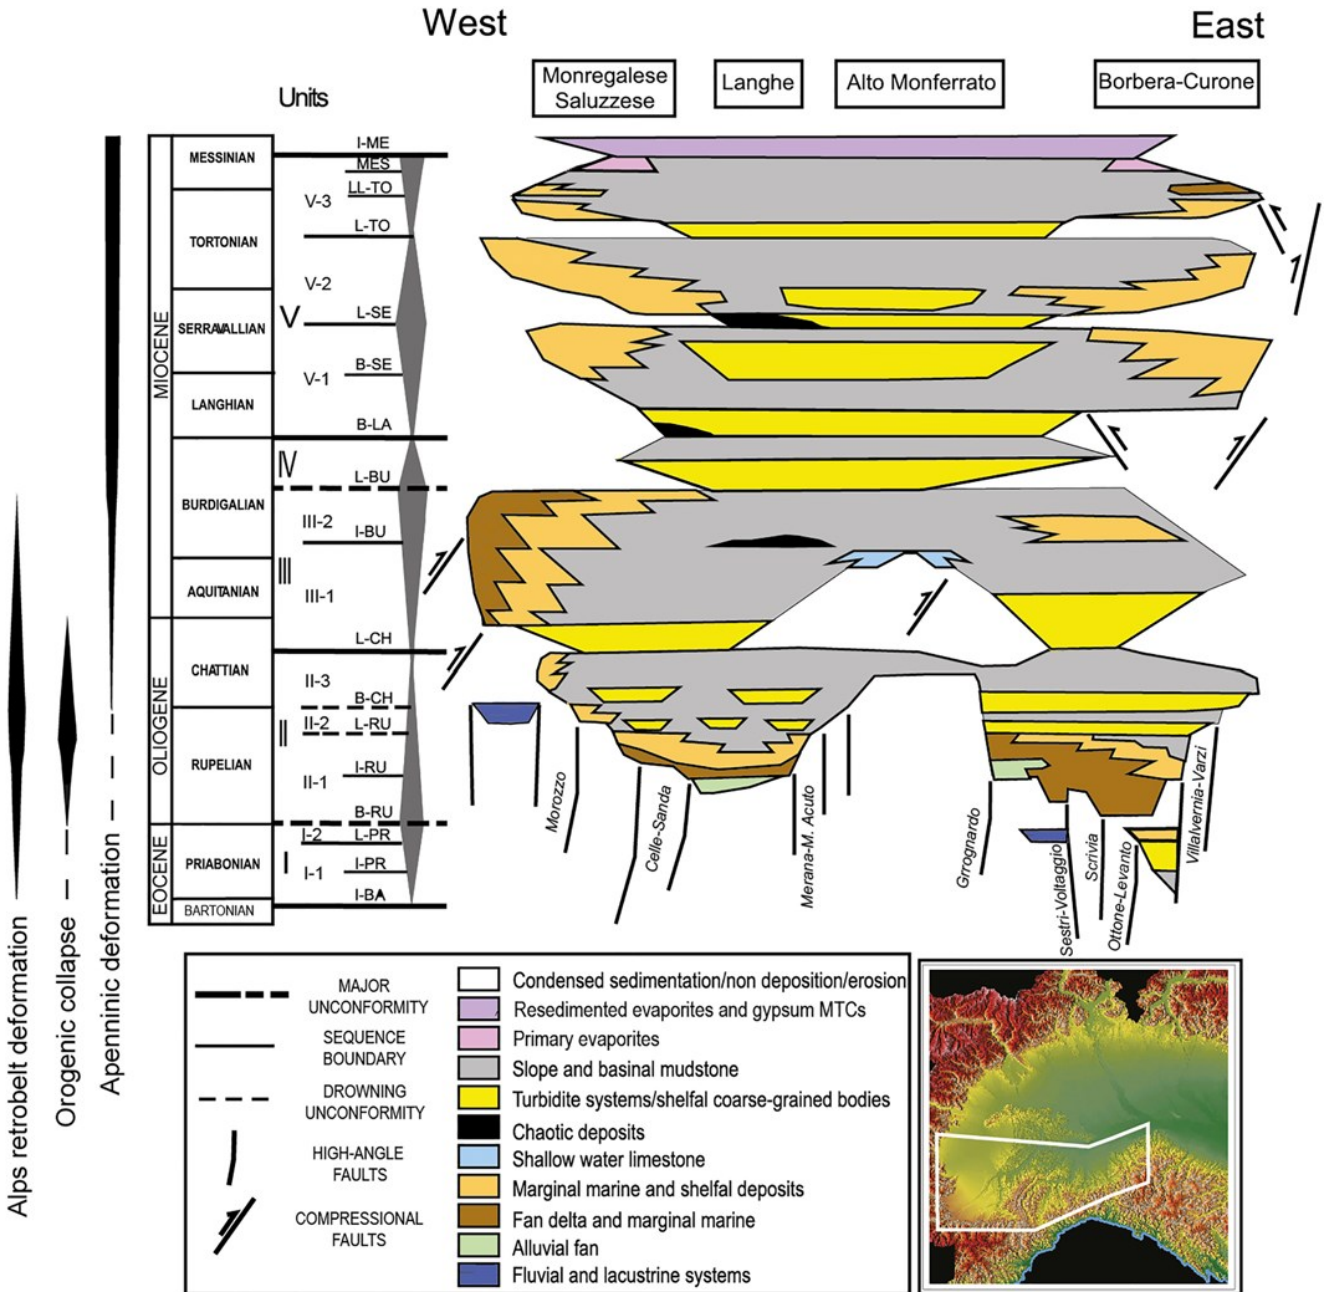 West
East
Monregalese
Saluzzese
Langhe
Alto Monferrato
Borbera-Curone
Units
MIOCENE
OLIOGENE
EOCENE
MESSINIAN
TORTONIAN
SERRAVALLIAN
LANGHIAN
BURDIGALIAN
AQUITANIAN
CHATTIAN
RUPELIAN
PRIABONIAN
BARTONIAN
I-ME
MES
LL-TO
V-3
L-TO
V-2
V
L-SE
B-SE
V-1
B-LA
IV
L-BU
III-2
I-BU
III
III-1
L-CH
II-3
B-CH
II-2
L-RU
II
I-RU
II-1
B-RU
I-2
L-PR
I
I-PR
I-1
I-BA
Alps retrobelt deformation
Orogenic collapse
Apenninic deformation
Morozzo
Celle-Sanda
Merana-M. Acuto
Grrognardo
Sestri-Voltaggio
Scrivia
Ottone-Levanto
Villalvernia-Varzi
MAJOR
UNCONFORMITY
SEQUENCE
BOUNDARY
DROWNING
UNCONFORMITY
HIGH-ANGLE
FAULTS
COMPRESSIONAL
FAULTS
Condensed sedimentation/non deposition/erosion
Resedimented evaporites and gypsum MTCs
Primary evaporites
Slope and basinal mudstone
Turbidite systems/shelfal coarse-grained bodies
Chaotic deposits
Shallow water limestone
Marginal marine and shelfal deposits
Fan delta and marginal marine
Alluvial fan
Fluvial and lacustrine systems